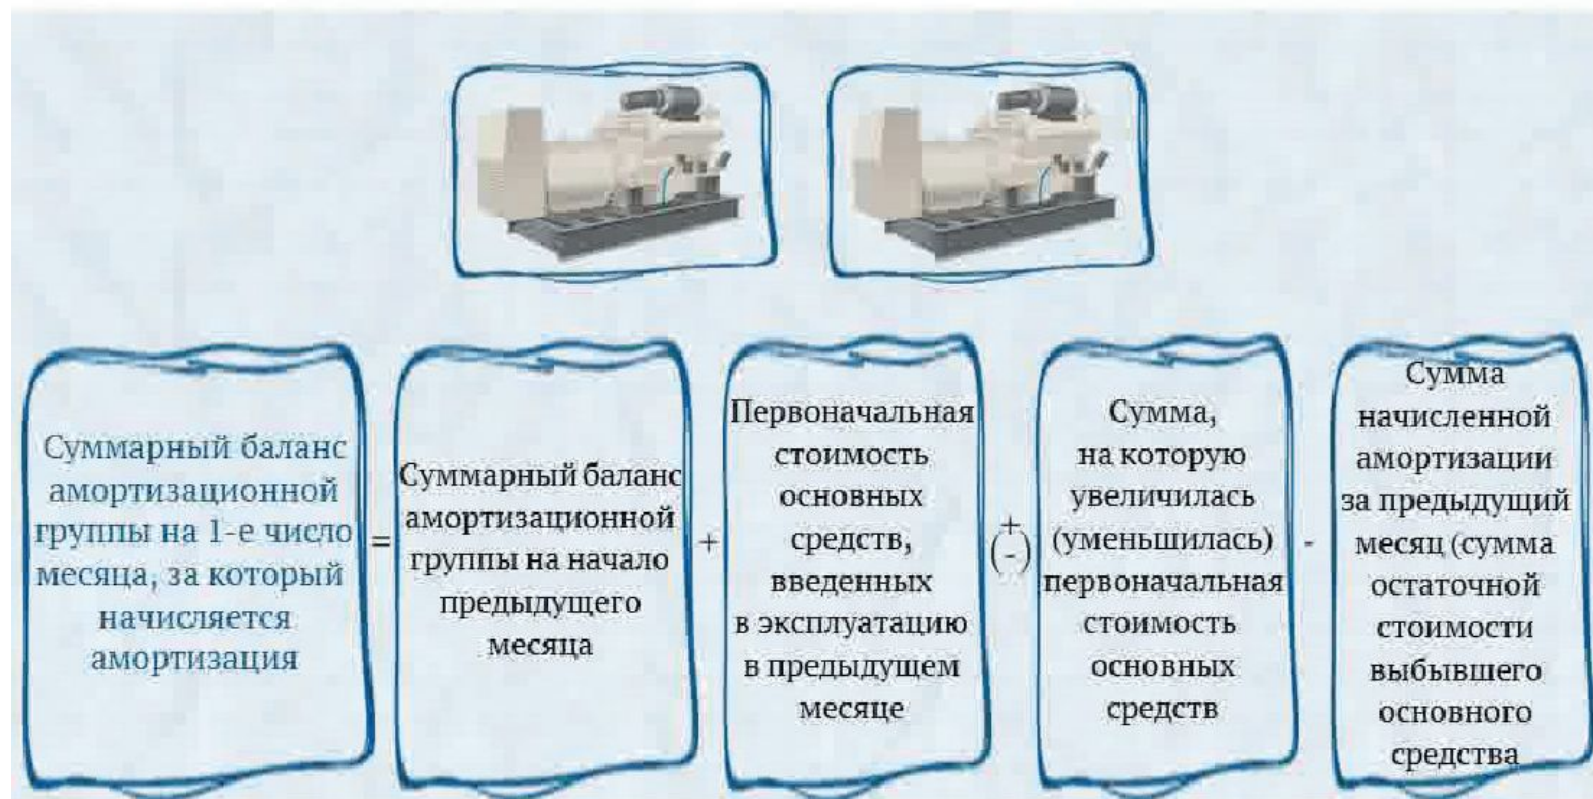 Суммарный баланс
амортизационной
группы на 1-е число
месяца, за который
начисляется
амортизация
=
Суммарный баланс
амортизационной
группы на начало
предыдущего
месяца
+
Первоначальная
стоимость
основных
средств,
введенных
в эксплуатацию
в предыдущем
месяце
+
(-)
Сумма,
на которую
увеличилась
(уменьшилась)
первоначальная
стоимость
основных
средств
-
Сумма
начисленной
амортизации
за предыдущий
месяц (сумма
остаточной
стоимости
выбывшего
основного
средства